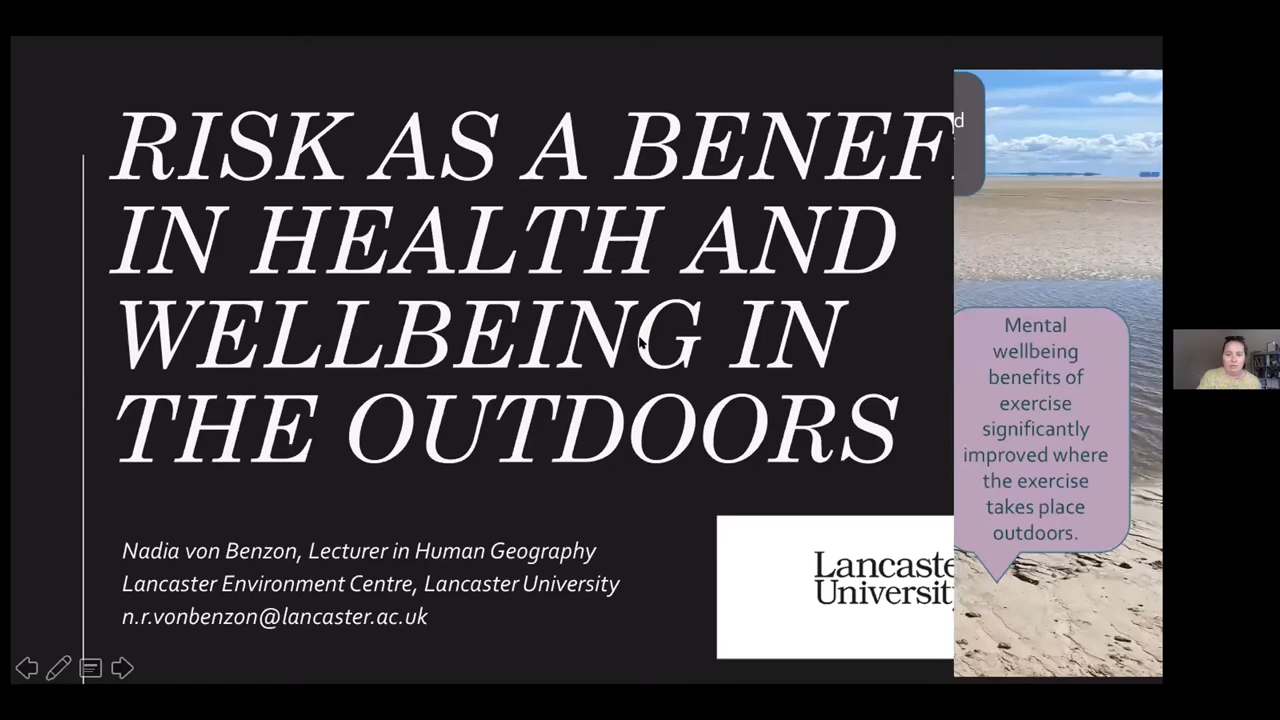 RISK AS A BENEF
IN HEALTH AND
WELLBEING IN
THE OUTDOORS
Nadia von Benzon, Lecturer in Human Geography
Lancaster Environment Centre, Lancaster University
n.r.vonbenzon@lancaster.ac.uk
Lancaste
Universit
d
Mental
wellbeing
benefits of
exercise
significantly
improved where
the exercise
takes place
outdoors.